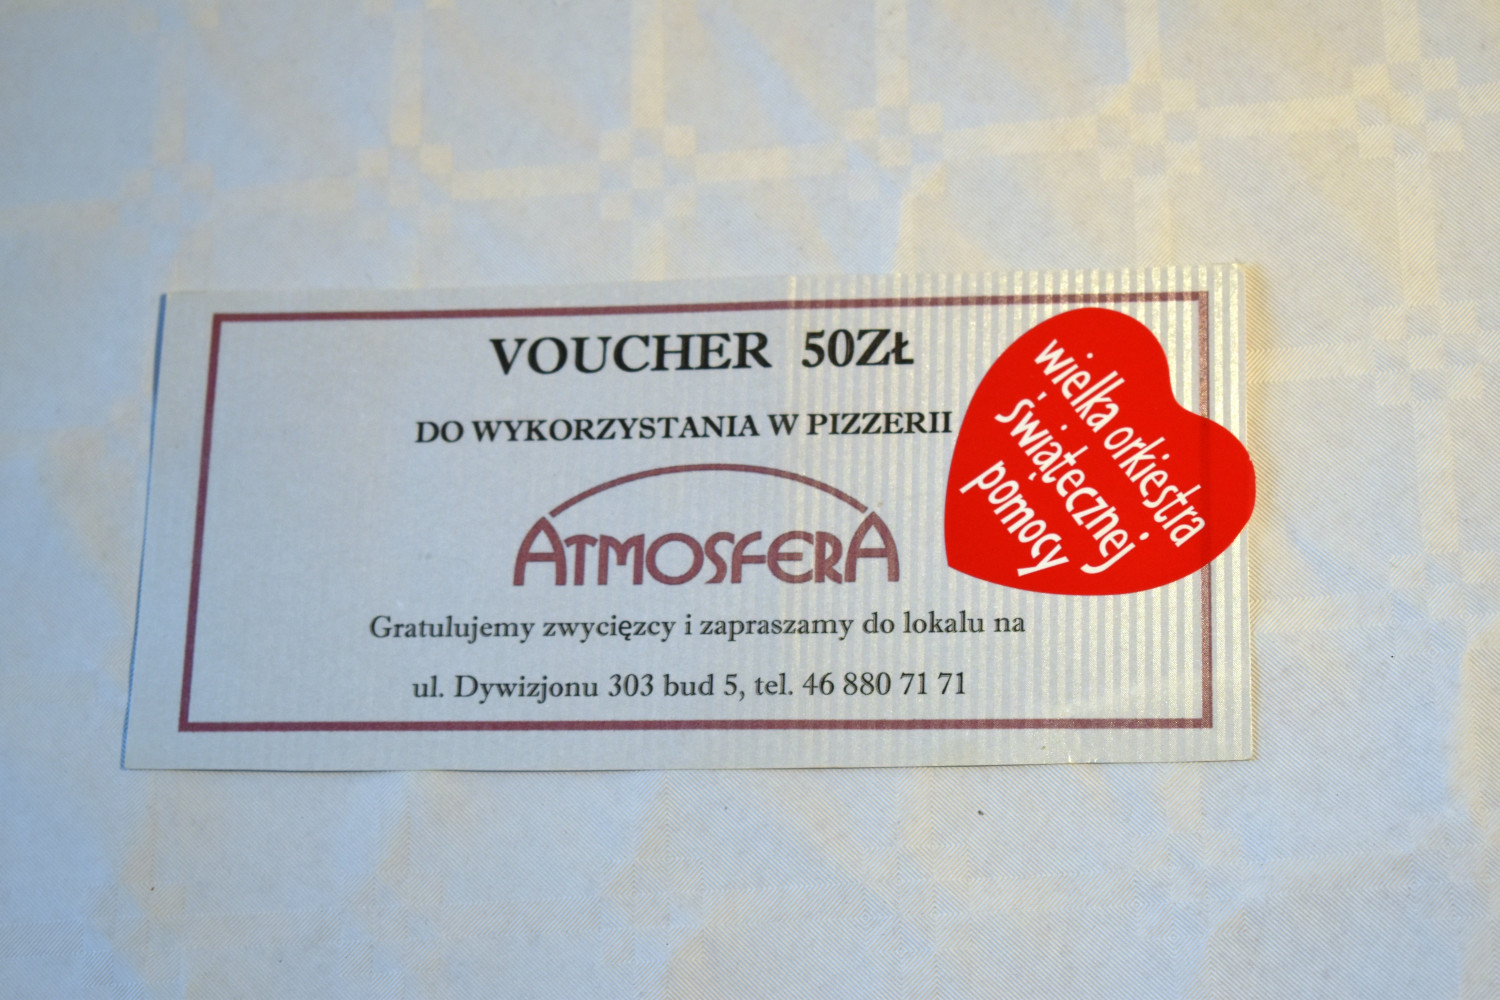 VOUCHER 50ZŁ
DO WYKORZYSTANIA W PIZZERII
ATMOSFERA
Gratulujemy zwycięzcy i zapraszamy do lokalu na
ul. Dywizjonu 303 bud 5, tel. 46 880 71 71
wielka orkiestra
świątecznej
pomocy